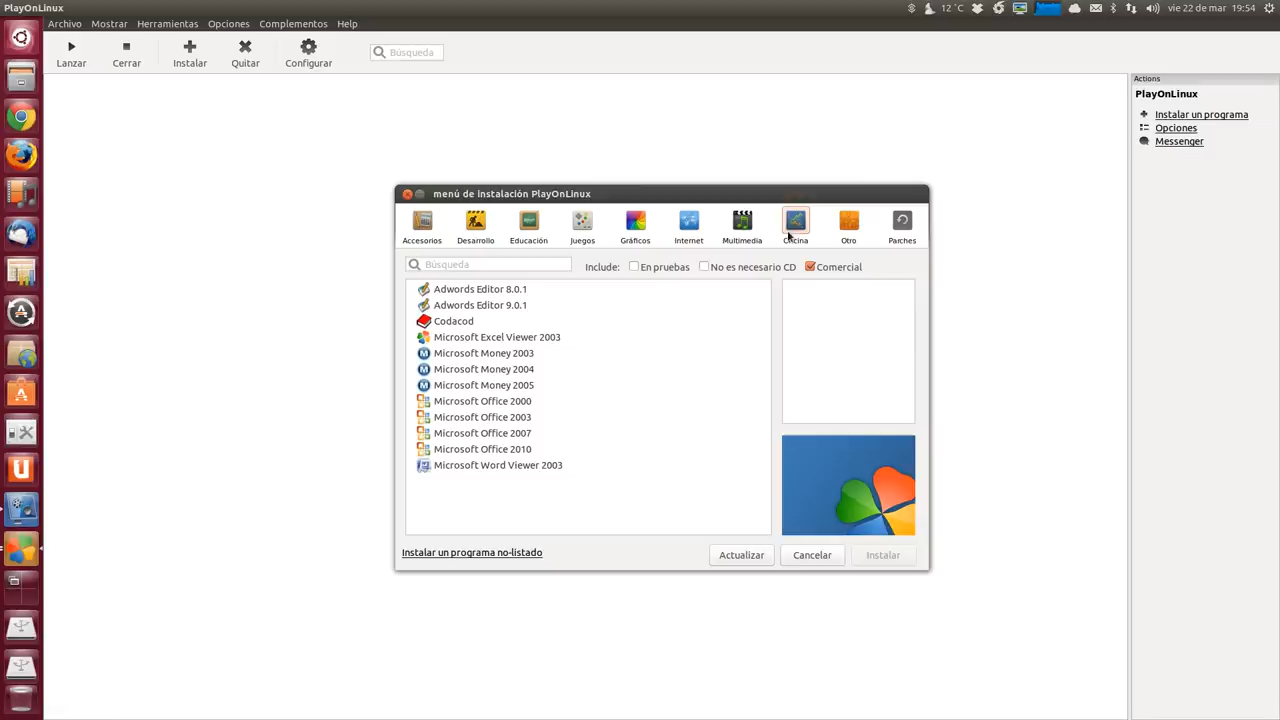 PlayOnLinux
12 °C
vie 22 de mar 19:54
Archivo Mostrar Herramientas Opciones Complementos Help
Lanzar Cerrar Instalar Quitar Configurar
Búsqueda
Actions
PlayOnLinux
Instalar un programa
Opciones
Messenger
menú de instalación PlayOnLinux
Accesorios Desarrollo Educación Juegos Gráficos Internet Multimedia Oficina Otro Parches
Búsqueda
Include: En pruebas No es necesario CD Comercial
Adwords Editor 8.0.1
Adwords Editor 9.0.1
Codacod
Microsoft Excel Viewer 2003
Microsoft Money 2003
Microsoft Money 2004
Microsoft Money 2005
Microsoft Office 2000
Microsoft Office 2003
Microsoft Office 2007
Microsoft Office 2010
Microsoft Word Viewer 2003
Instalar un programa no-listado
Actualizar Cancelar Instalar